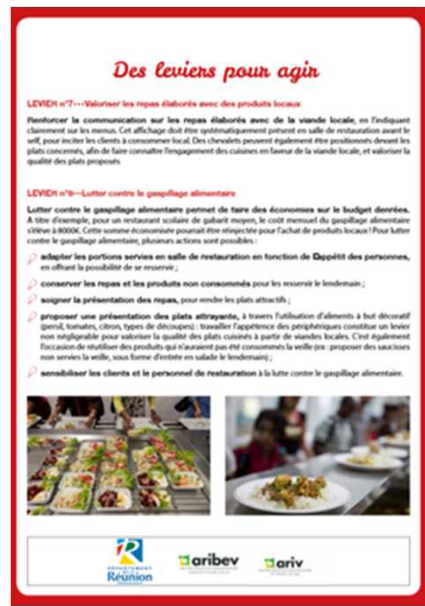 Des leviers pour agir
LEVIER n°7---Valoriser les repas élaborés avec des produits locaux
Renforcer la communication sur les repas élaborés avec de la viande locale, en l'indiquant
clairement sur les menus. Cet affichage doit être systématiquement présent en salle de restauration avant le
self, pour inciter les clients à consommer local. Des chevalets peuvent également être positionnés devant les
plats concernés, afin de faire connaître l'engagement des cuisines en faveur de la viande locale, et valoriser la
qualité des plats proposés
LEVIER n°8---Lutter contre le gaspillage alimentaire
Lutter contre le gaspillage alimentaire permet de faire des économies sur le budget denrées.
A titre d'exemple, pour un restaurant scolaire de gabarit moyen, le coût mensuel du gaspillage alimentaire
s'élève à 8000€. Cette somme économisée pourrait être réinjectée pour l'achat de produits locaux ! Pour lutter
contre le gaspillage alimentaire, plusieurs actions sont possibles :
adapter les portions servies en salle de restauration en fonction de l'appétit des personnes,
en offrant la possibilité de se resservir ;
conserver les repas et les produits non consommés pour les resservir le lendemain ;
soigner la présentation des repas, pour rendre les plats attractifs ;
proposer une présentation des plats attrayante, à travers l'utilisation d'aliments à but décoratif
(persil, tomates, citron, types de découpes) : travailler l'appétence des périphériques constitue un levier
non négligeable pour valoriser la qualité des plats cuisinés à partir de viandes locales. C'est également
l'occasion de réutiliser des produits qui n'auraient pas été consommés la veille (ex : proposer des saucisses
non servies la veille, sous forme d'entrée en salade le lendemain) ;
sensibiliser les clients et le personnel de restauration à la lutte contre le gaspillage alimentaire.
DÉPARTEMENT
Réunion
aribev
ariv